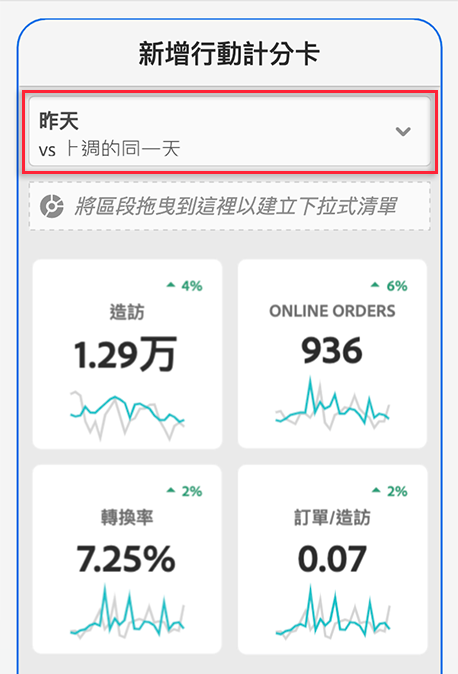 新增行動計分卡
昨天
vs 上週的同一天
將區段拖曳到這裡以建立下拉式清單
4%
造訪
1.29万
6%
ONLINE ORDERS
936
2%
轉換率
7.25%
2%
訂單/造訪
0.07